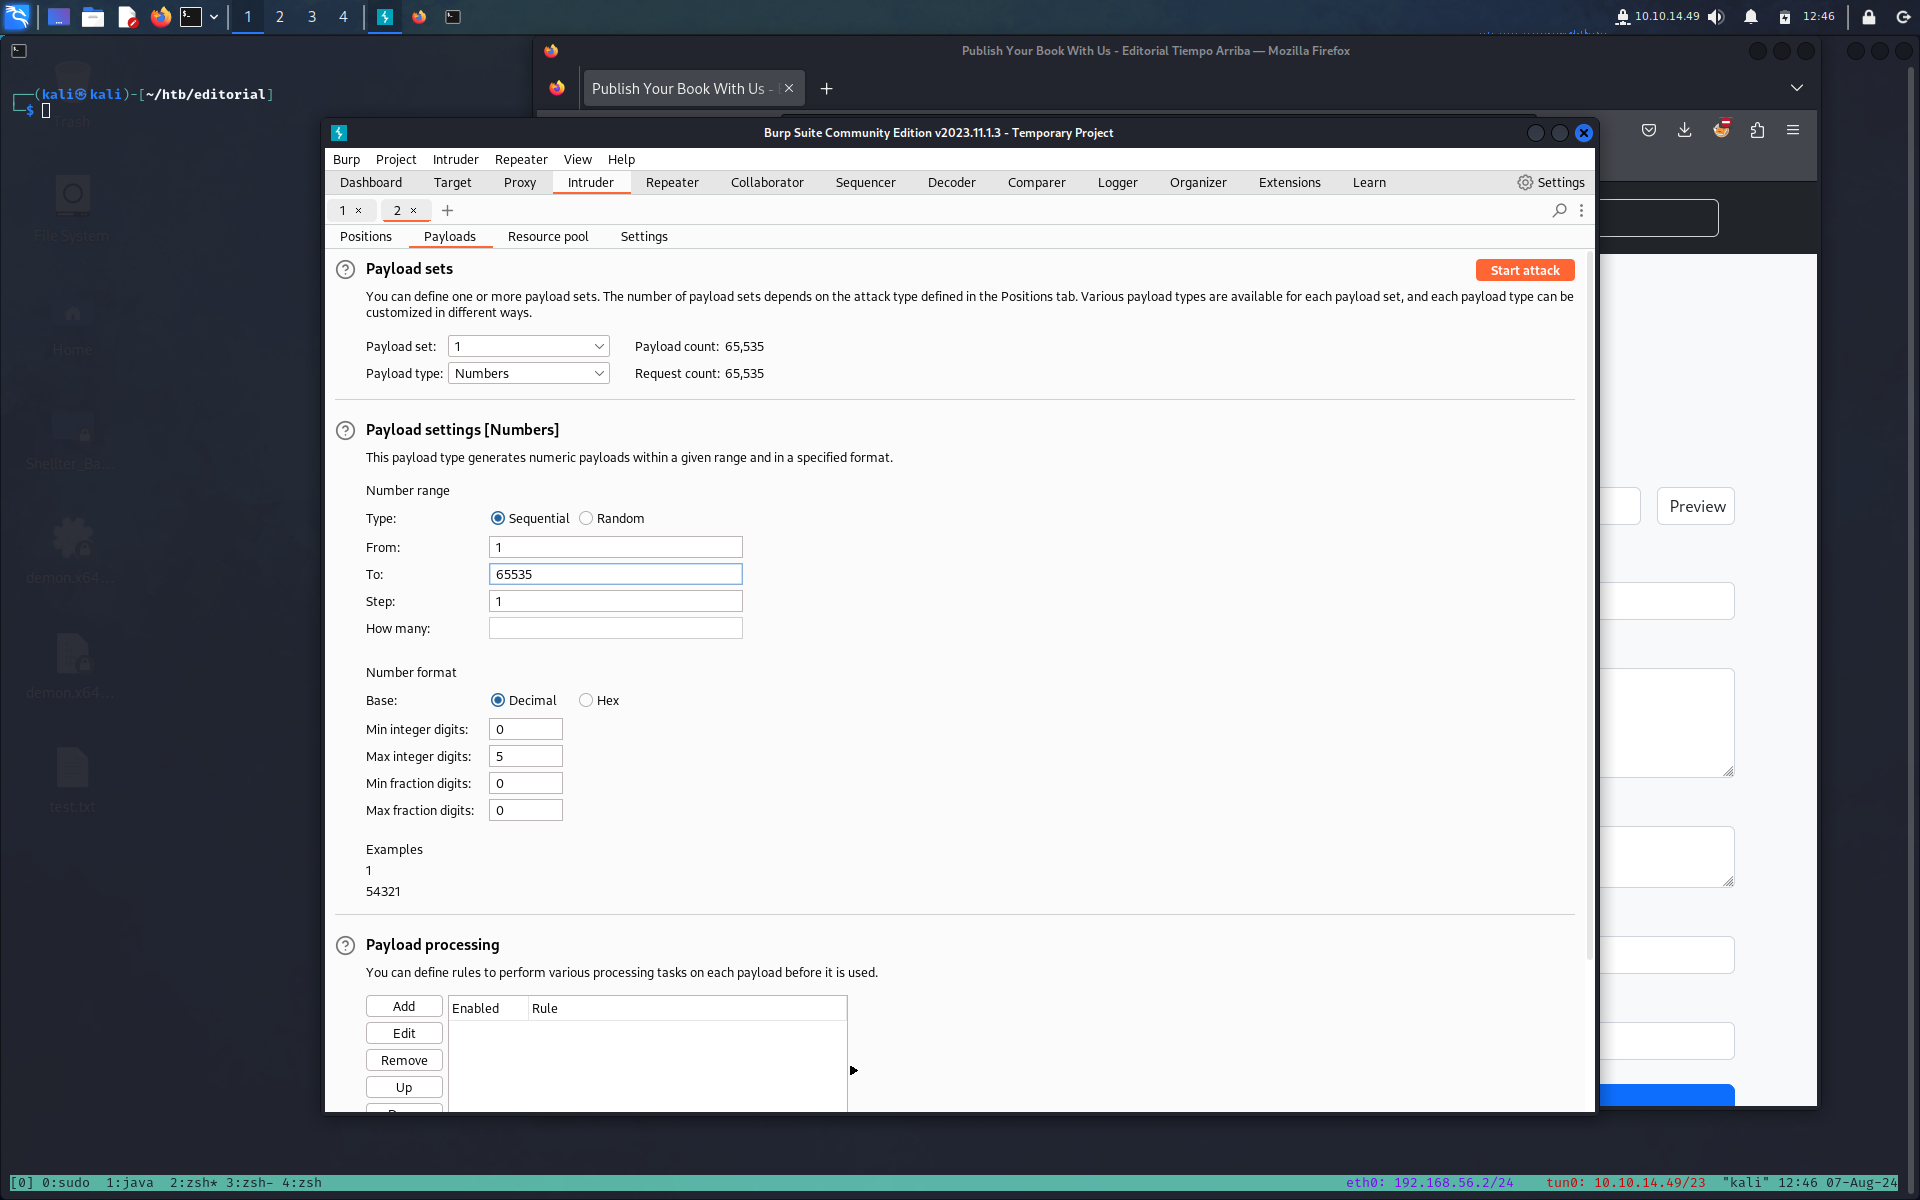 1 2 3 4 10.10.14.49 12:46
Publish Your Book With Us - Editorial Tiempo Arriba — Mozilla Firefox
Publish Your Book With Us -
(kali㉿kali)-[~/htb/editorial]
$
Trash
Burp Suite Community Edition v2023.11.1.3 - Temporary Project
Burp Project Intruder Repeater View Help
Dashboard Target Proxy Intruder Repeater Collaborator Sequencer Decoder Comparer Logger Organizer Extensions Learn Settings
1 × 2 × +
Positions Payloads Resource pool Settings
File System
? Payload sets
Start attack
You can define one or more payload sets. The number of payload sets depends on the attack type defined in the Positions tab. Various payload types are available for each payload set, and each payload type can be
customized in different ways.
Payload set: 1 Payload count: 65,535
Payload type: Numbers Request count: 65,535
Home
? Payload settings [Numbers]
This payload type generates numeric payloads within a given range and in a specified format.
Shellter_Ba...
Number range
Type: Sequential Random
Preview
From: 1
To: 65535
demon.x64...
Step: 1
How many:
Number format
demon.x64...
Base: Decimal Hex
Min integer digits: 0
Max integer digits: 5
Min fraction digits: 0
Max fraction digits: 0
test.txt
Examples
1
54321
? Payload processing
You can define rules to perform various processing tasks on each payload before it is used.
Add Enabled Rule
Edit
Remove
Up
[0] 0:sudo 1:java 2:zsh* 3:zsh- 4:zsh eth0: 192.168.56.2/24 tun0: 10.10.14.49/23 "kali" 12:46 07-Aug-24